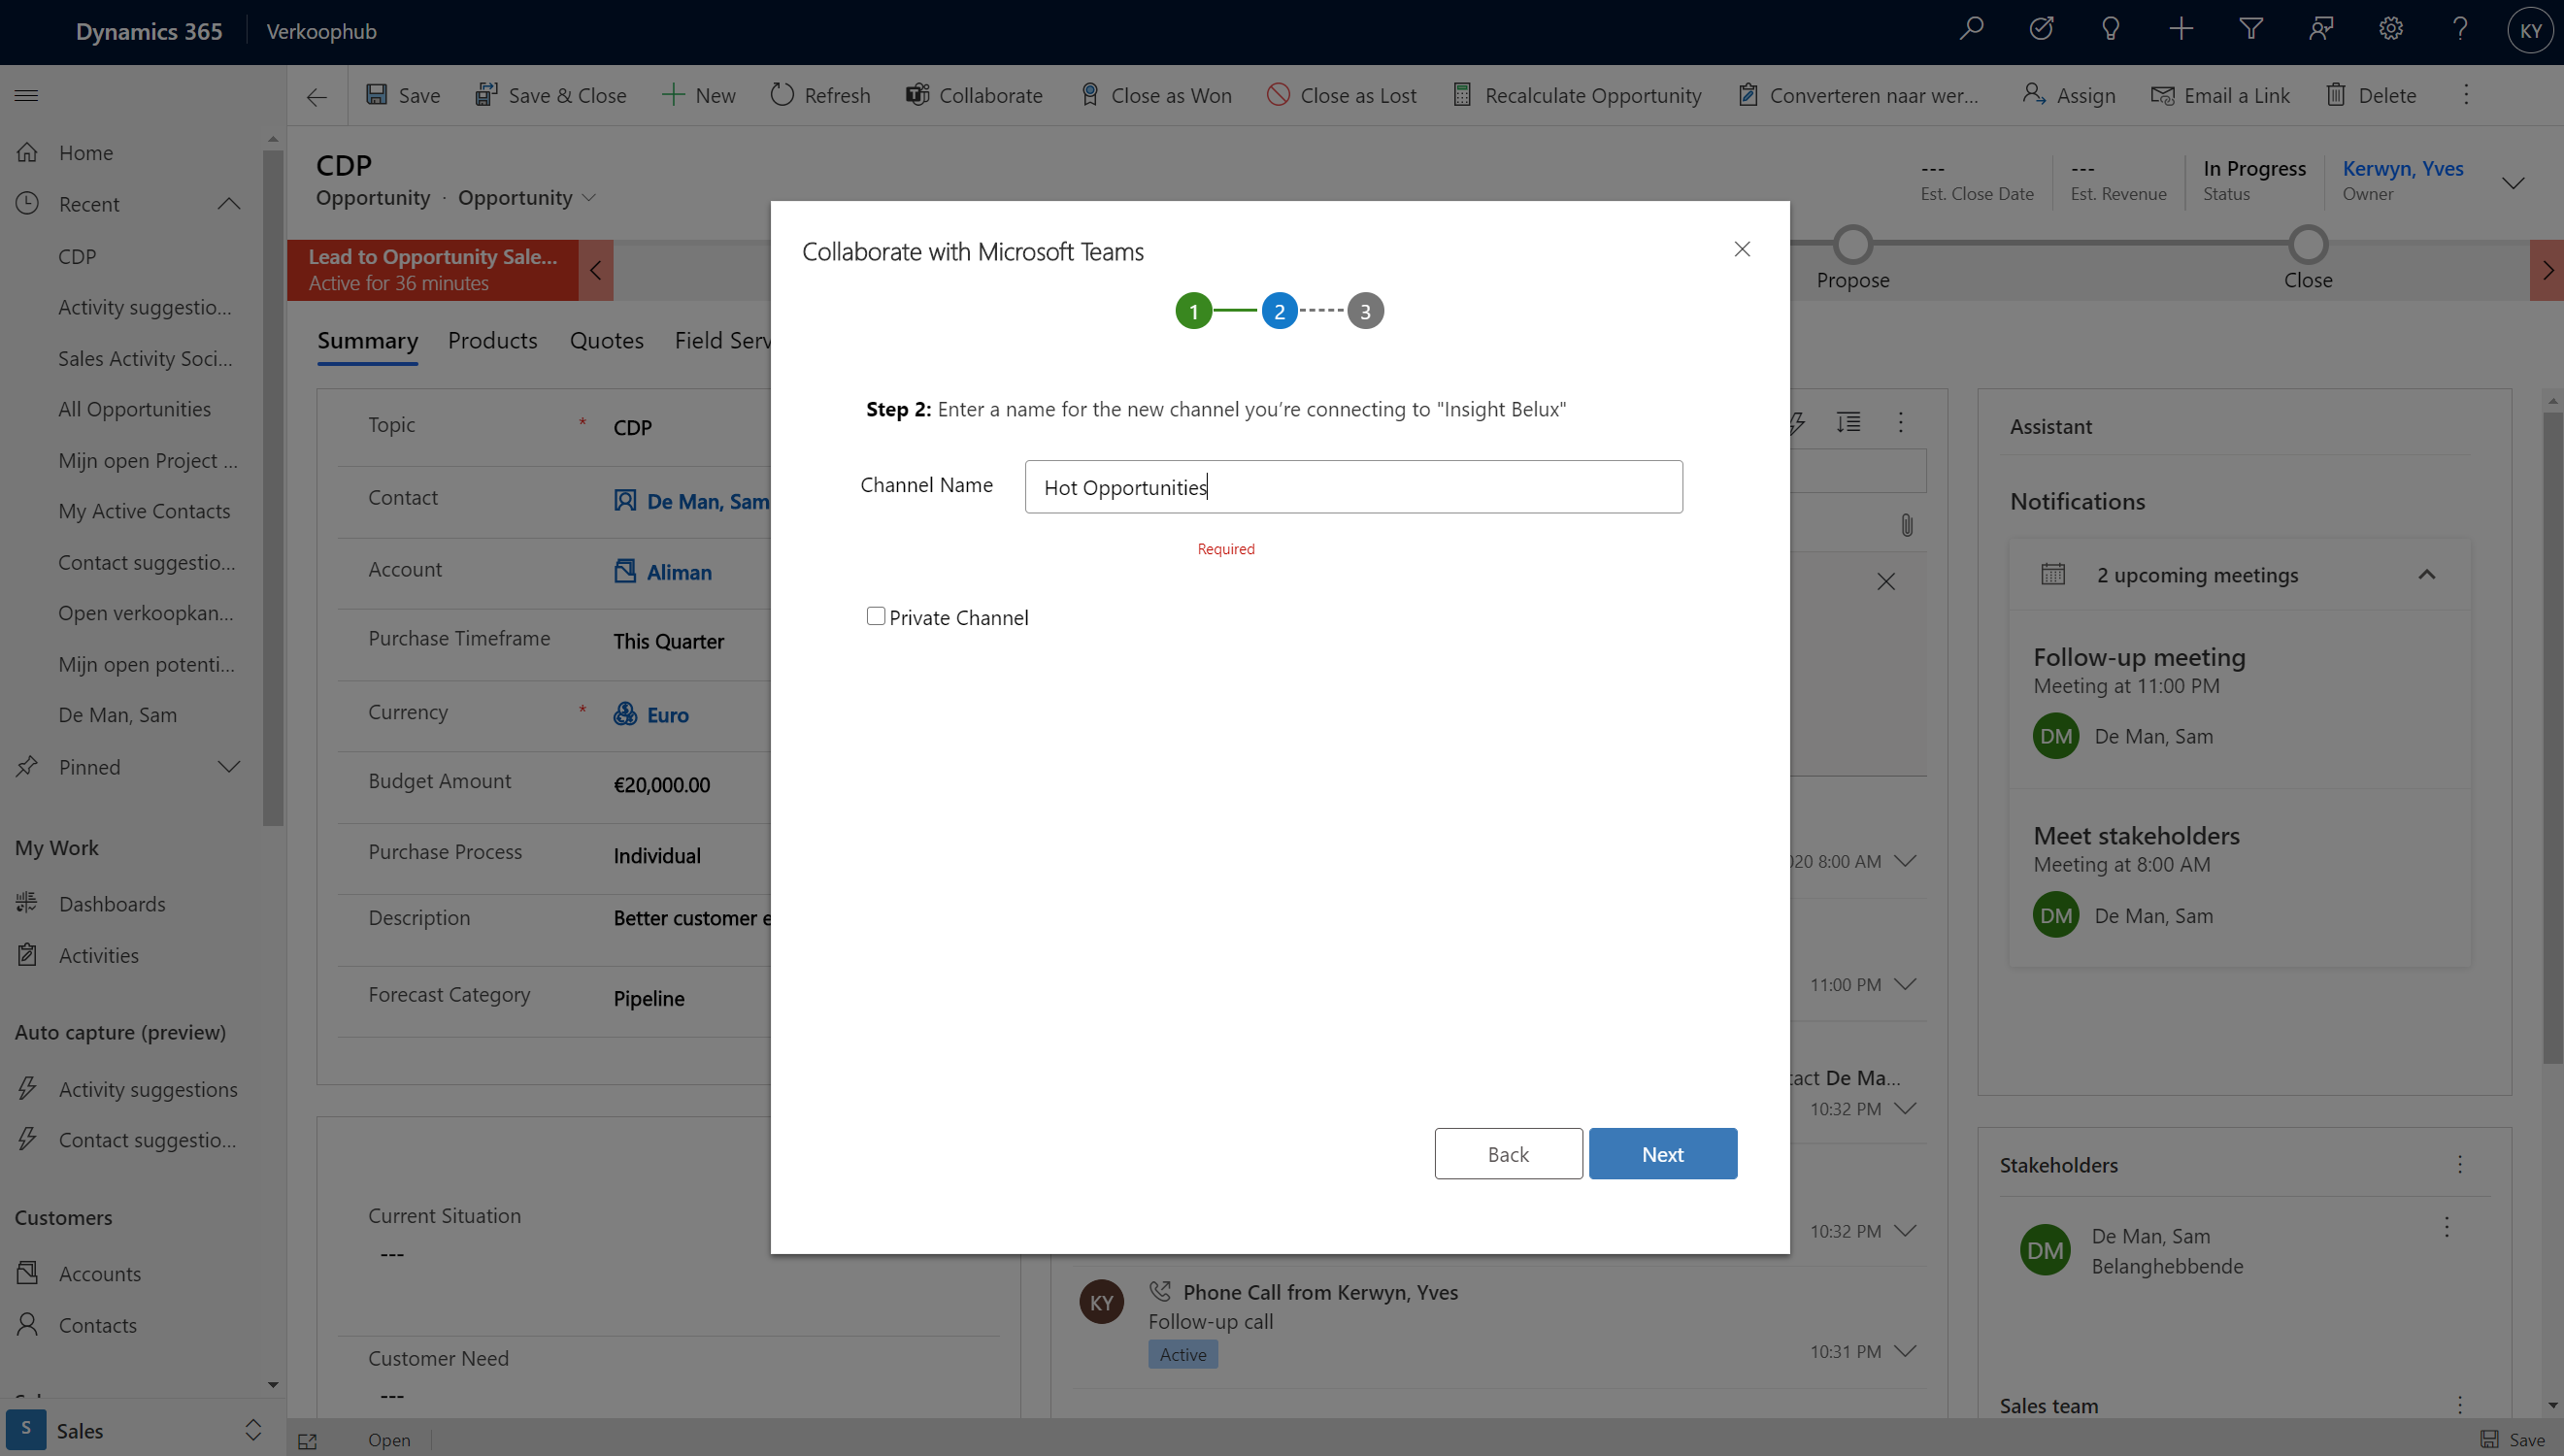 Dynamics 365
Verkoophub
KY
Save
Save & Close
New
Refresh
Collaborate
Close as Won
Close as Lost
Recalculate Opportunity
Converteren naar wer...
Assign
Email a Link
Delete
Home
Recent
CDP
Activity suggestio...
Sales Activity Soci...
All Opportunities
Mijn open Project ...
My Active Contacts
Contact suggestio...
Open verkoopkan...
Mijn open potenti...
De Man, Sam
Pinned
My Work
Dashboards
Activities
Auto capture (preview)
Activity suggestions
Contact suggestio...
Customers
Accounts
Contacts
S
Sales
CDP
Opportunity · Opportunity
---
Est. Close Date
---
Est. Revenue
In Progress
Status
Kerwyn, Yves
Owner
Lead to Opportunity Sale...
Active for 36 minutes
Propose
Close
Summary
Products
Quotes
Field Serv
Topic * CDP
Contact De Man, Sam
Account Aliman
Purchase Timeframe This Quarter
Currency * Euro
Budget Amount €20,000.00
Purchase Process Individual
Description Better customer e
Forecast Category Pipeline
Current Situation
---
Customer Need
---
Collaborate with Microsoft Teams
1 2 3
Step 2: Enter a name for the new channel you’re connecting to "Insight Belux"
Channel Name Hot Opportunities
Required
Private Channel
Back
Next
020 8:00 AM
11:00 PM
tact De Ma...
10:32 PM
10:32 PM
KY
Phone Call from Kerwyn, Yves
Follow-up call
Active
10:31 PM
Assistant
Notifications
2 upcoming meetings
Follow-up meeting
Meeting at 11:00 PM
DM De Man, Sam
Meet stakeholders
Meeting at 8:00 AM
DM De Man, Sam
Stakeholders
DM
De Man, Sam
Belanghebbende
Sales team
Open
Save